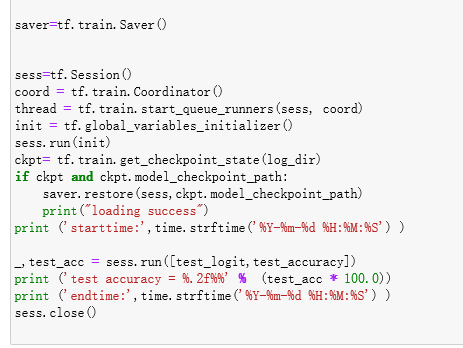 saver=tf.train.Saver()
sess=tf.Session()
coord = tf.train.Coordinator()
thread = tf.train.start_queue_runners(sess, coord)
init = tf.global_variables_initializer()
sess.run(init)
ckpt= tf.train.get_checkpoint_state(log_dir)
if ckpt and ckpt.model_checkpoint_path:
    saver.restore(sess,ckpt.model_checkpoint_path)
    print("loading success")
print ('starttime:',time.strftime('%Y-%m-%d %H:%M:%S') )
_,test_acc = sess.run([test_logit,test_accuracy])
print ('test accuracy = %.2f%%' % (test_acc * 100.0))
print ('endtime:',time.strftime('%Y-%m-%d %H:%M:%S') )
sess.close()